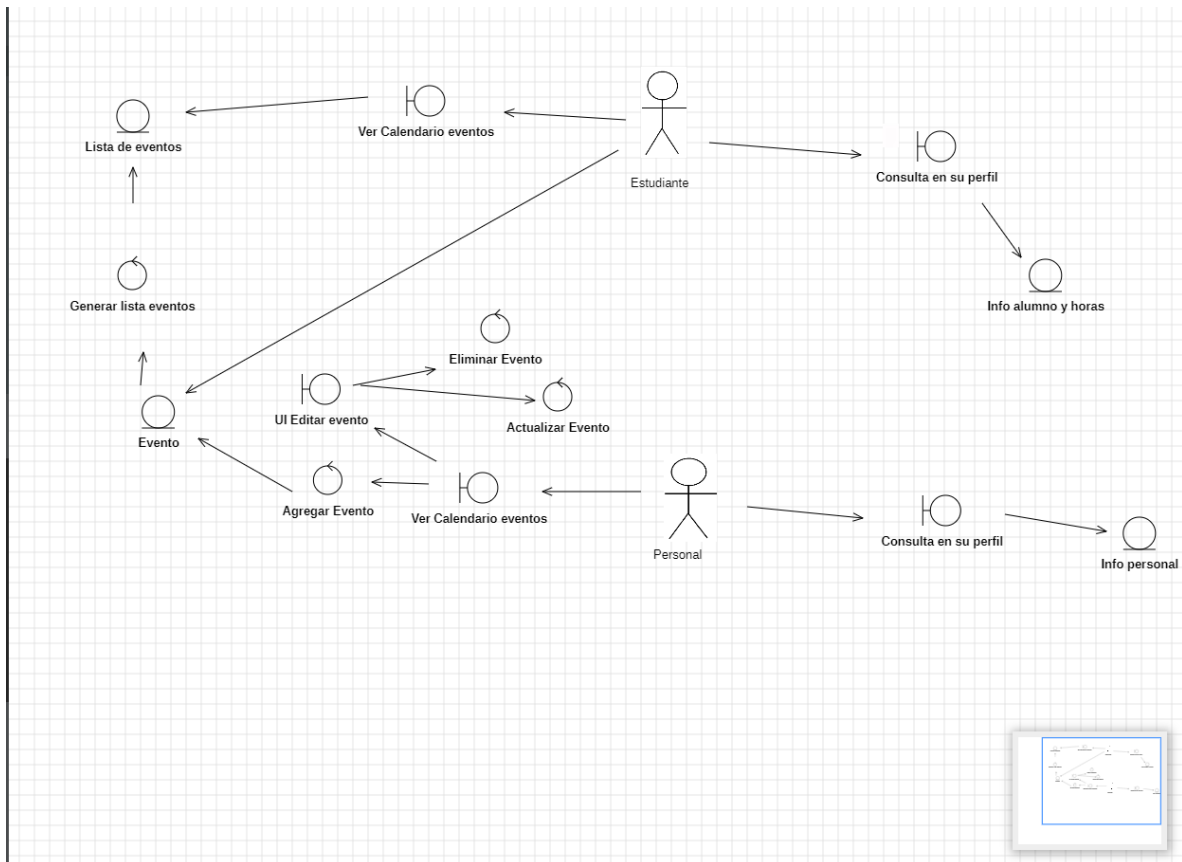 Ver Calendario eventos
Lista de eventos
Estudiante
Consulta en su perfil
Generar lista eventos
Info alumno y horas
Eliminar Evento
UI Editar evento
Actualizar Evento
Evento
Agregar Evento
Ver Calendario eventos
Personal
Consulta en su perfil
Info personal